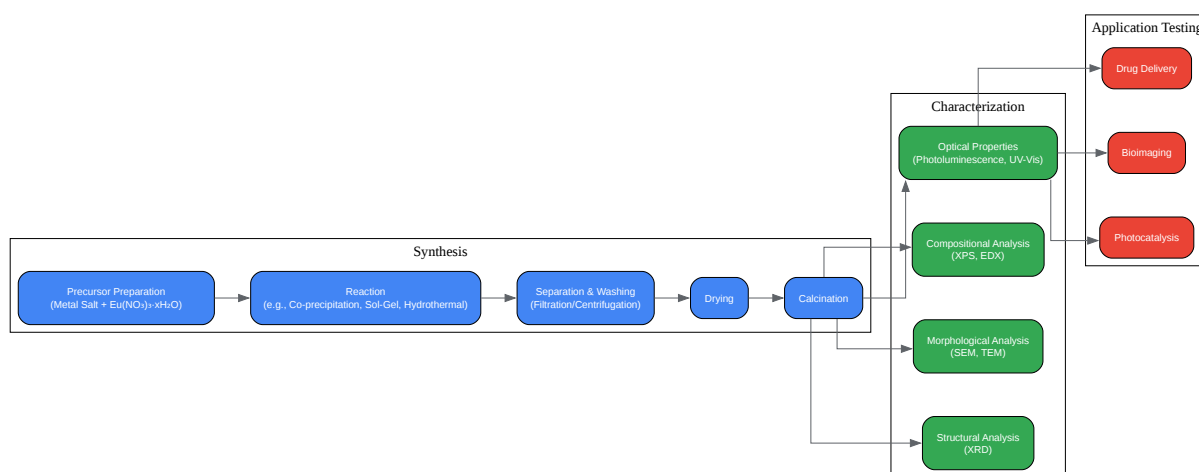 Synthesis
Precursor Preparation
(Metal Salt + Eu(NO₃)₃·xH₂O)
Reaction
(e.g., Co-precipitation, Sol-Gel, Hydrothermal)
Separation & Washing
(Filtration/Centrifugation)
Drying
Calcination
Characterization
Optical Properties
(Photoluminescence, UV-Vis)
Compositional Analysis
(XPS, EDX)
Morphological Analysis
(SEM, TEM)
Structural Analysis
(XRD)
Application Testing
Drug Delivery
Bioimaging
Photocatalysis